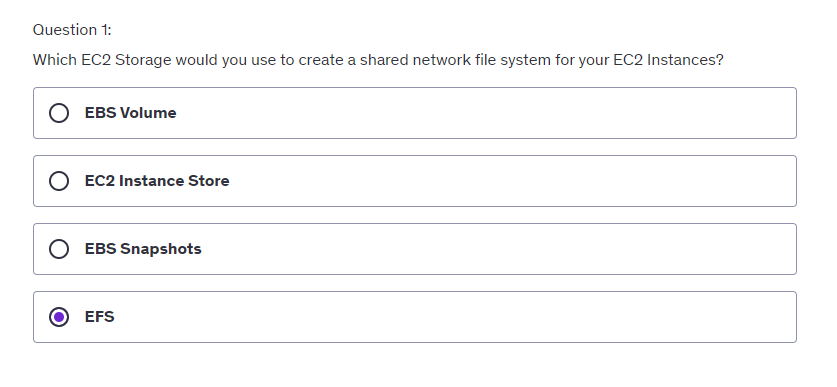 Question 1:
Which EC2 Storage would you use to create a shared network file system for your EC2 Instances?
EBS Volume
EC2 Instance Store
EBS Snapshots
EFS